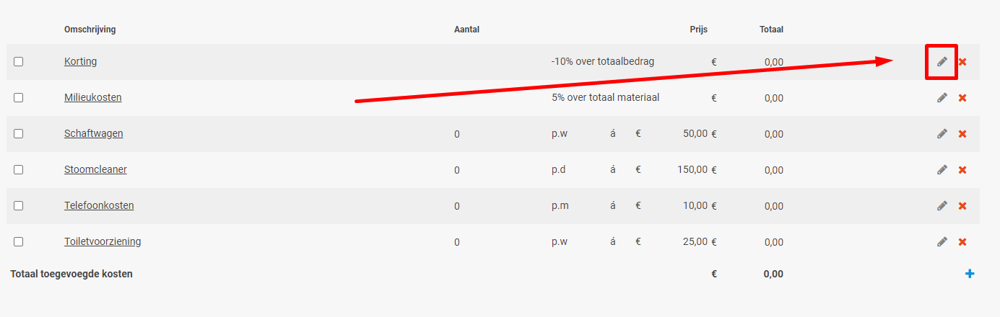 Omschrijving Aantal Prijs Totaal
Korting -10% over totaalbedrag € 0,00
Milieukosten 5% over totaal materiaal € 0,00
Schaftwagen 0 p.w á € 50,00 € 0,00
Stoomcleaner 0 p.d á € 150,00 € 0,00
Telefoonkosten 0 p.m á € 10,00 € 0,00
Toiletvoorziening 0 p.w á € 25,00 € 0,00
Totaal toegevoegde kosten € 0,00